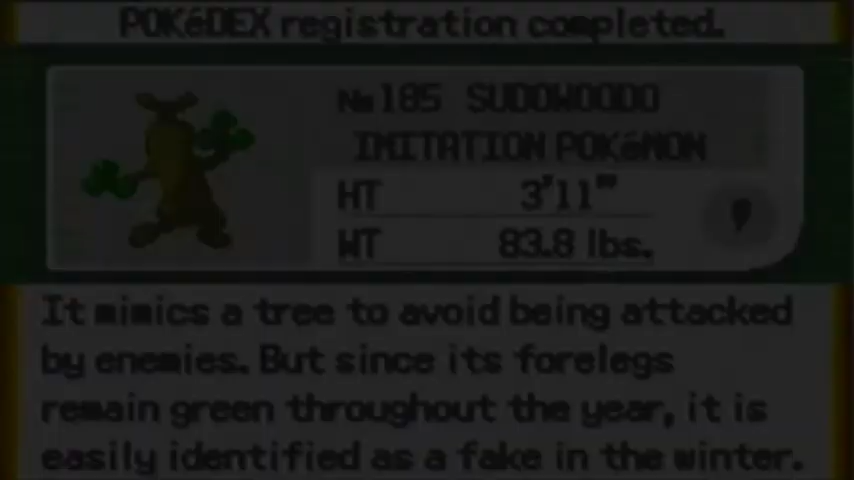 POKéDEX registration completed.
№185 SUDOWOODO
IMITATION POKéMON
HT 3'11"
WT 83.8 lbs.
It mimics a tree to avoid being attacked
by enemies. But since its forelegs
remain green throughout the year, it is
easily identified as a fake in the winter.